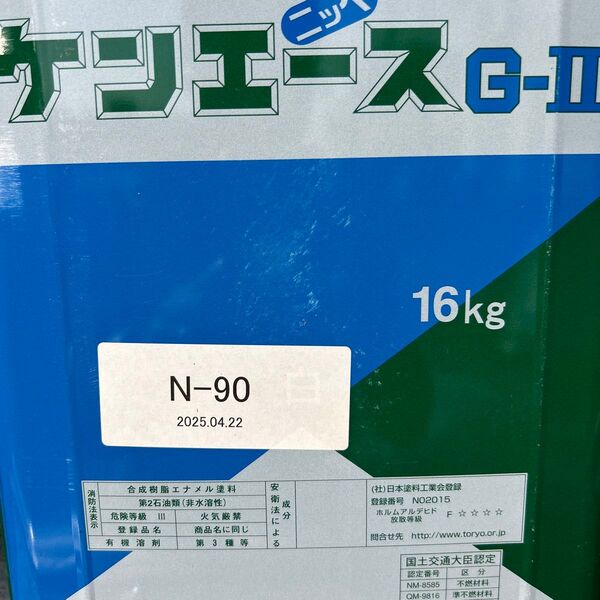 ニッペ
ケンエースG-II
16kg
N-90
白
2025.04.22
消防法表示
合成樹脂エナメル塗料
第2石油類(非水溶性)
危険等級 III 火気厳禁
登録品名 商品名に同じ
有機溶剤 第3種等
安衛法による
成分
(社)日本塗料工業会登録
登録番号 N02015
ホルムアルデヒド
放散等級 F☆☆☆☆
問合せ先 http://www.toryo.or.jp
国土交通大臣認定
認定番号 区分
NM-8585 不燃材料
QM-9816 準不燃材料